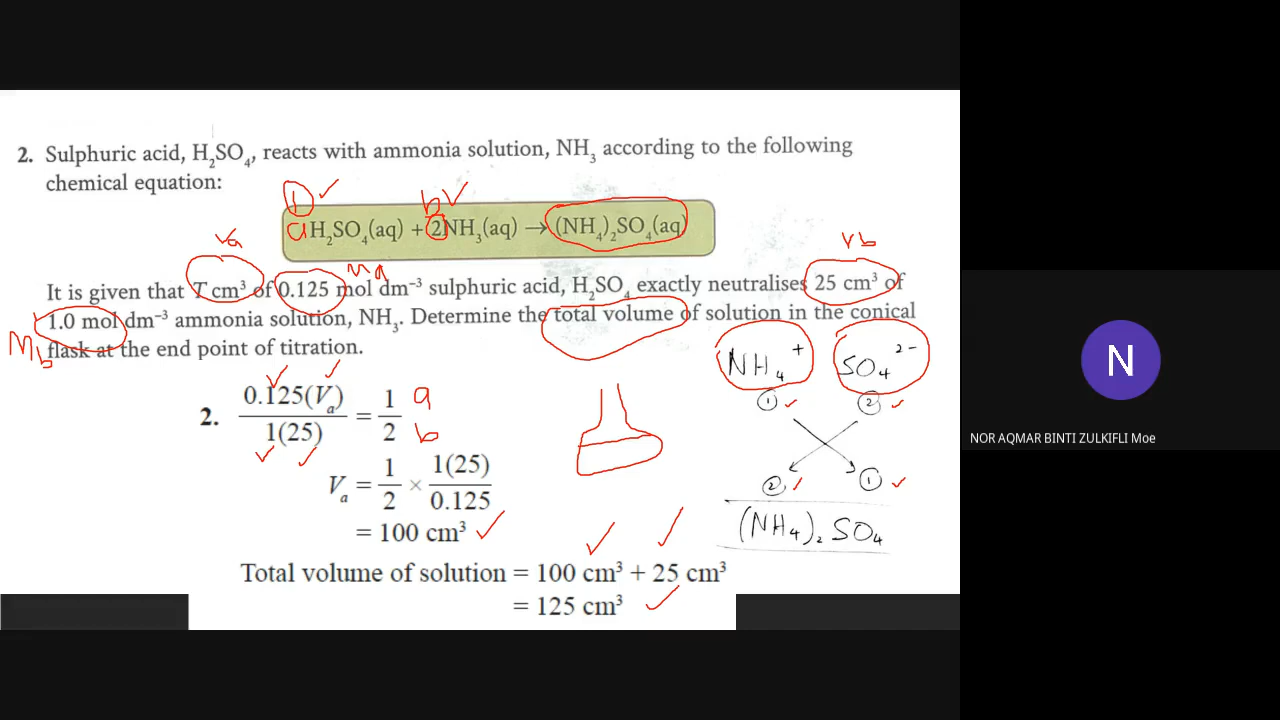 2. Sulphuric acid, H₂SO₄, reacts with ammonia solution, NH₃ according to the following
chemical equation:
1 b
a H₂SO₄(aq) + 2NH₃(aq) → (NH₄)₂SO₄(aq)
Va Ma Vb
It is given that T cm³ of 0.125 mol dm⁻³ sulphuric acid, H₂SO₄ exactly neutralises 25 cm³ of
1.0 mol dm⁻³ ammonia solution, NH₃. Determine the total volume of solution in the conical
Mb flask at the end point of titration.
NH₄⁺ SO₄²⁻
① ②
② ①
(NH₄)₂SO₄
2. 0.125(Vₐ) / 1(25) = 1/2 a b
Vₐ = 1/2 × 1(25)/0.125
= 100 cm³
Total volume of solution = 100 cm³ + 25 cm³
= 125 cm³
N
NOR AQMAR BINTI ZULKIFLI Moe